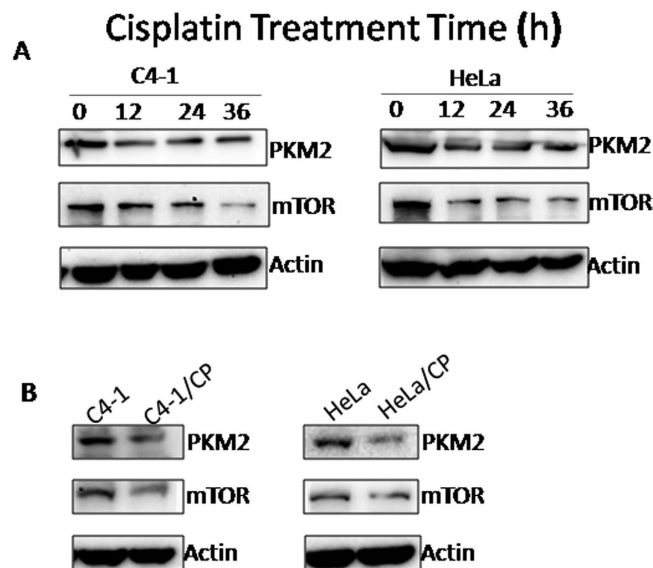 Cisplatin Treatment Time (h)
A
C4-1
HeLa
0 12 24 36
0 12 24 36
PKM2
PKM2
mTOR
mTOR
Actin
Actin
B
C4-1
C4-1/CP
HeLa
HeLa/CP
PKM2
PKM2
mTOR
mTOR
Actin
Actin